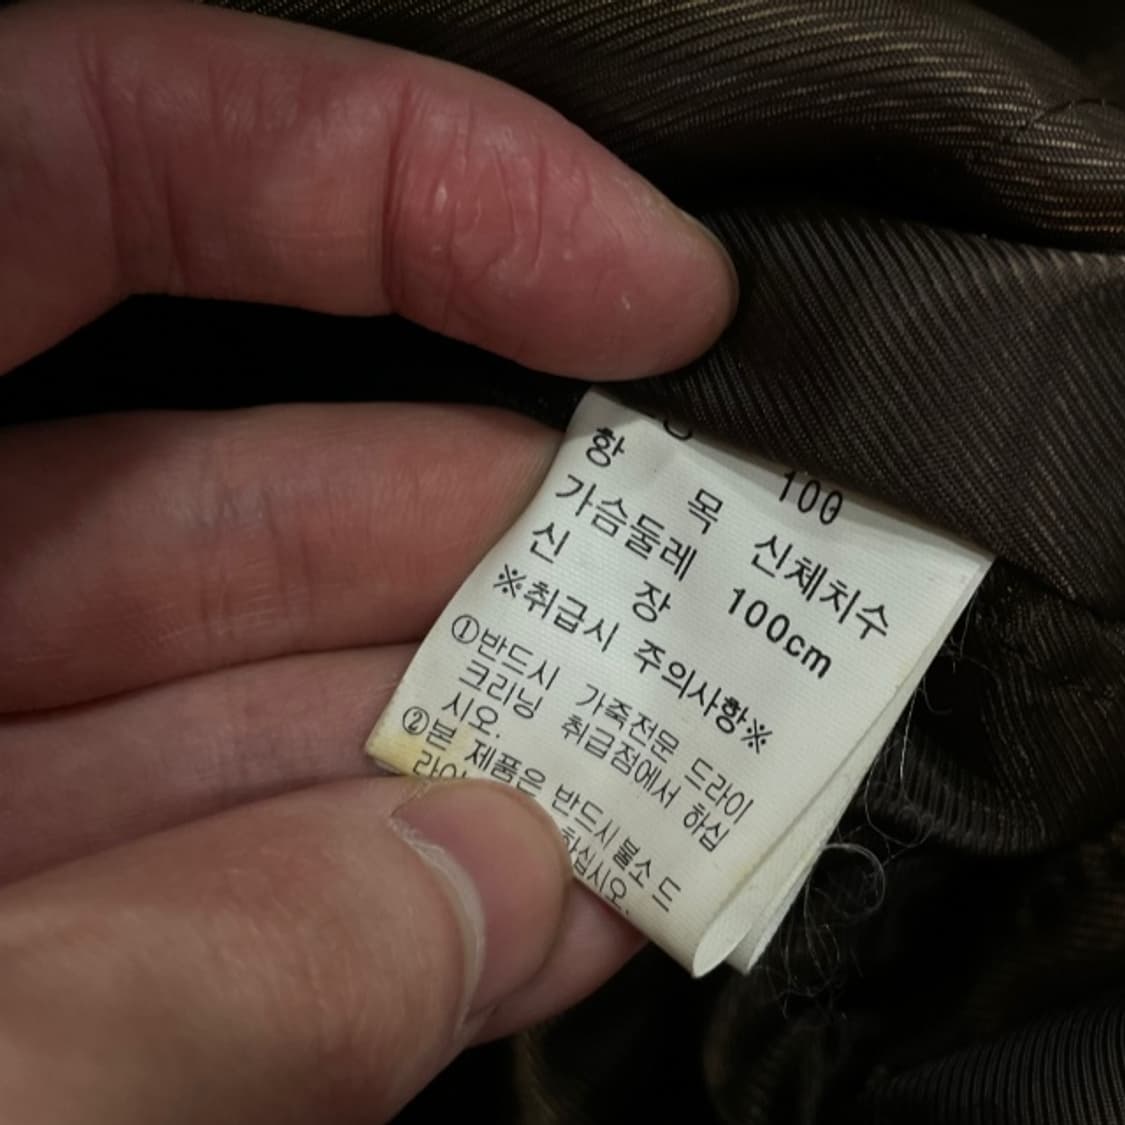 100
항 목 신체치수
가슴둘레 100cm
신 장
※취급시 주의사항※
①반드시 가죽전문 드라이
크리닝 취급점에서 하십
시오.
②본 제품은 반드시 불소 드
라이 하십시오.